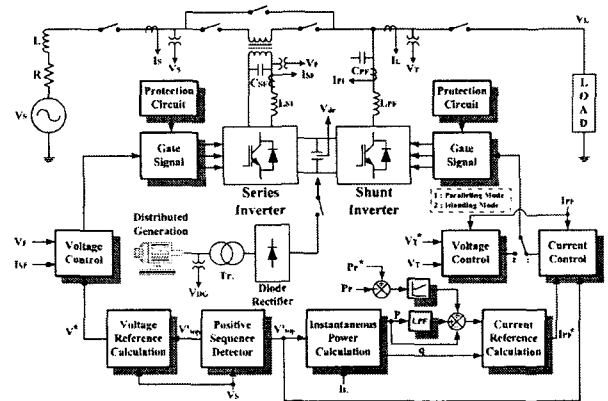 L
R
Vs
Is
Vs
CSF
VF
ISF
LSF
Vdc
CPF
IPF
LPF
IL
VT
VL
LOAD
Protection Circuit
Gate Signal
Series Inverter
Shunt Inverter
Protection Circuit
Gate Signal
1 : Paralleling Mode
2 : Islanding Mode
Distributed Generation
VDG
Tr.
Diode Rectifier
VF
ISF
Voltage Control
VT*
VT
Voltage Control
2
1
IPF
Current Control
PF*
PF
V*
Voltage Reference Calculation
Positive Sequence Detector
Vs
Instantaneous Power Calculation
IL
P
LPF
q
Current Reference Calculation
IPF*